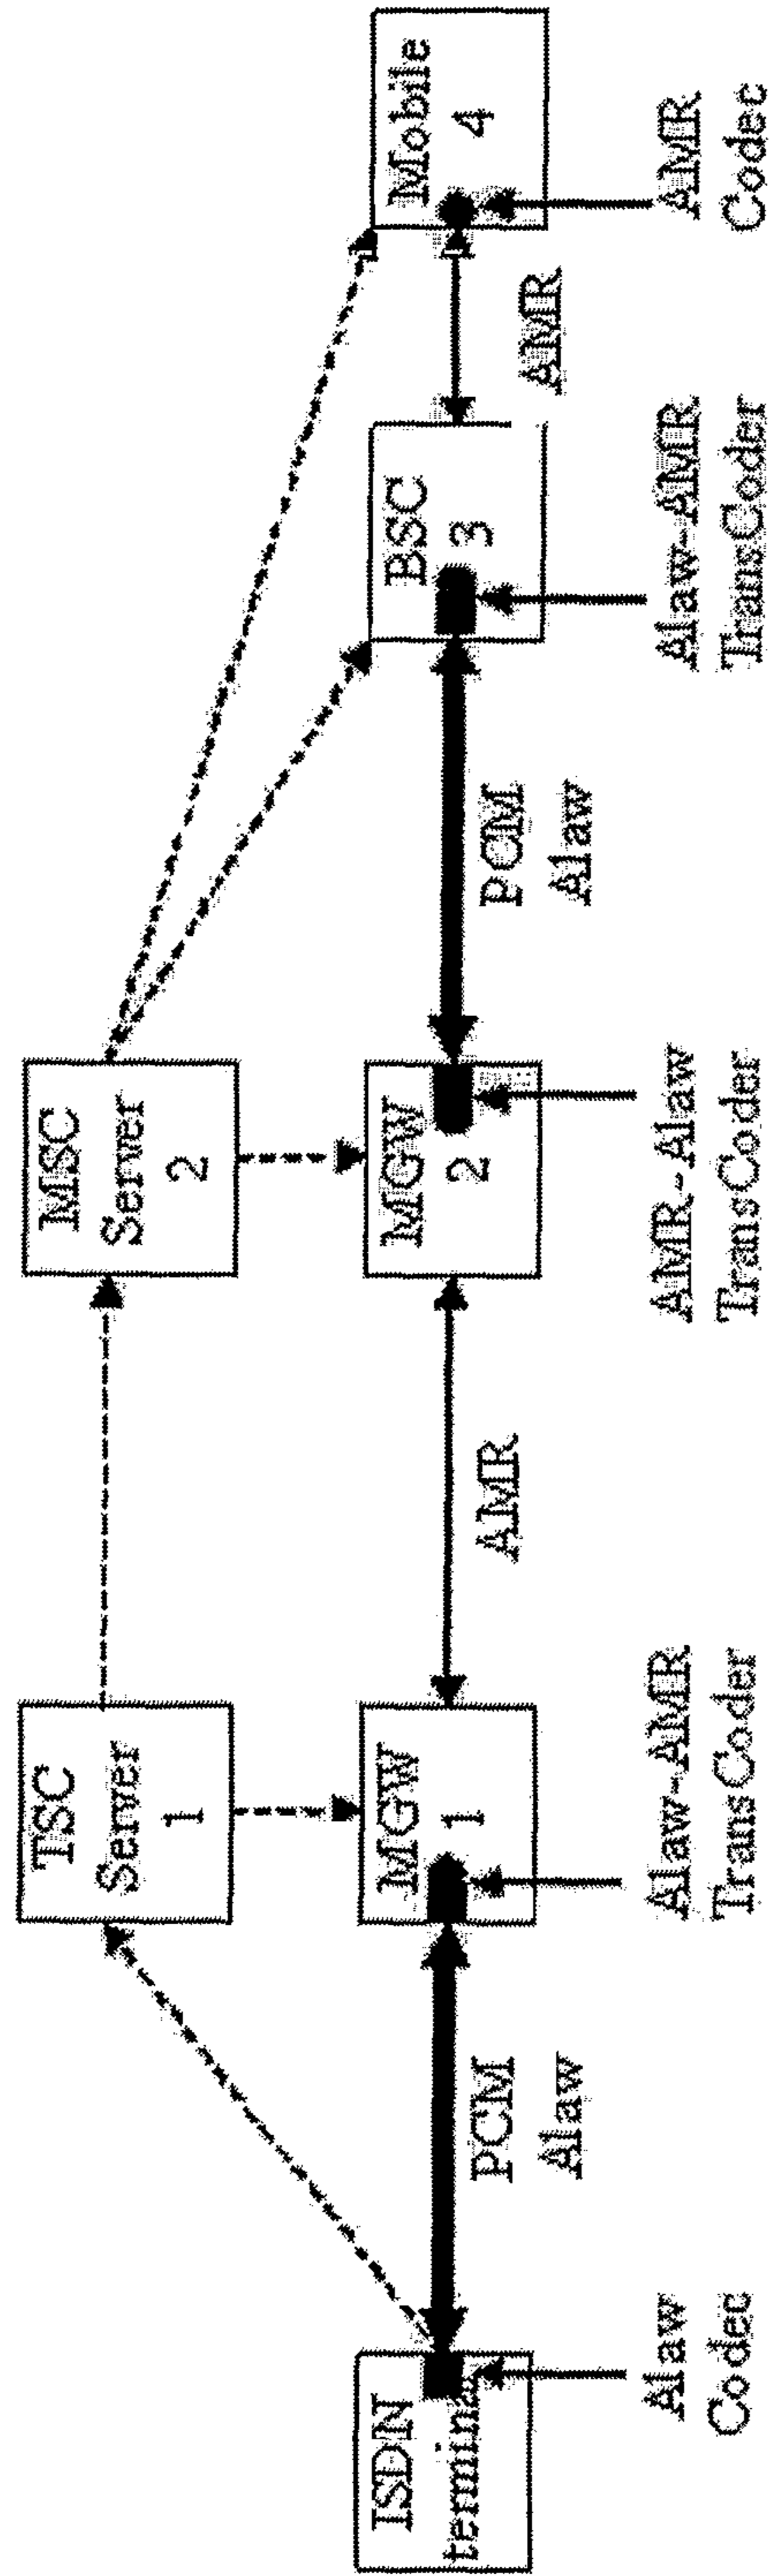 TSC
Server
1
MSC
Server
2
ISDN
terminal
MGW
1
MGW
2
BSC
3
Mobile
4
PCM
Alaw
AMR
PCM
Alaw
AMR
Alaw
Codec
Alaw-AMR
TransCoder
AMR-Alaw
TransCoder
Alaw-AMR
TransCoder
AMR
Codec